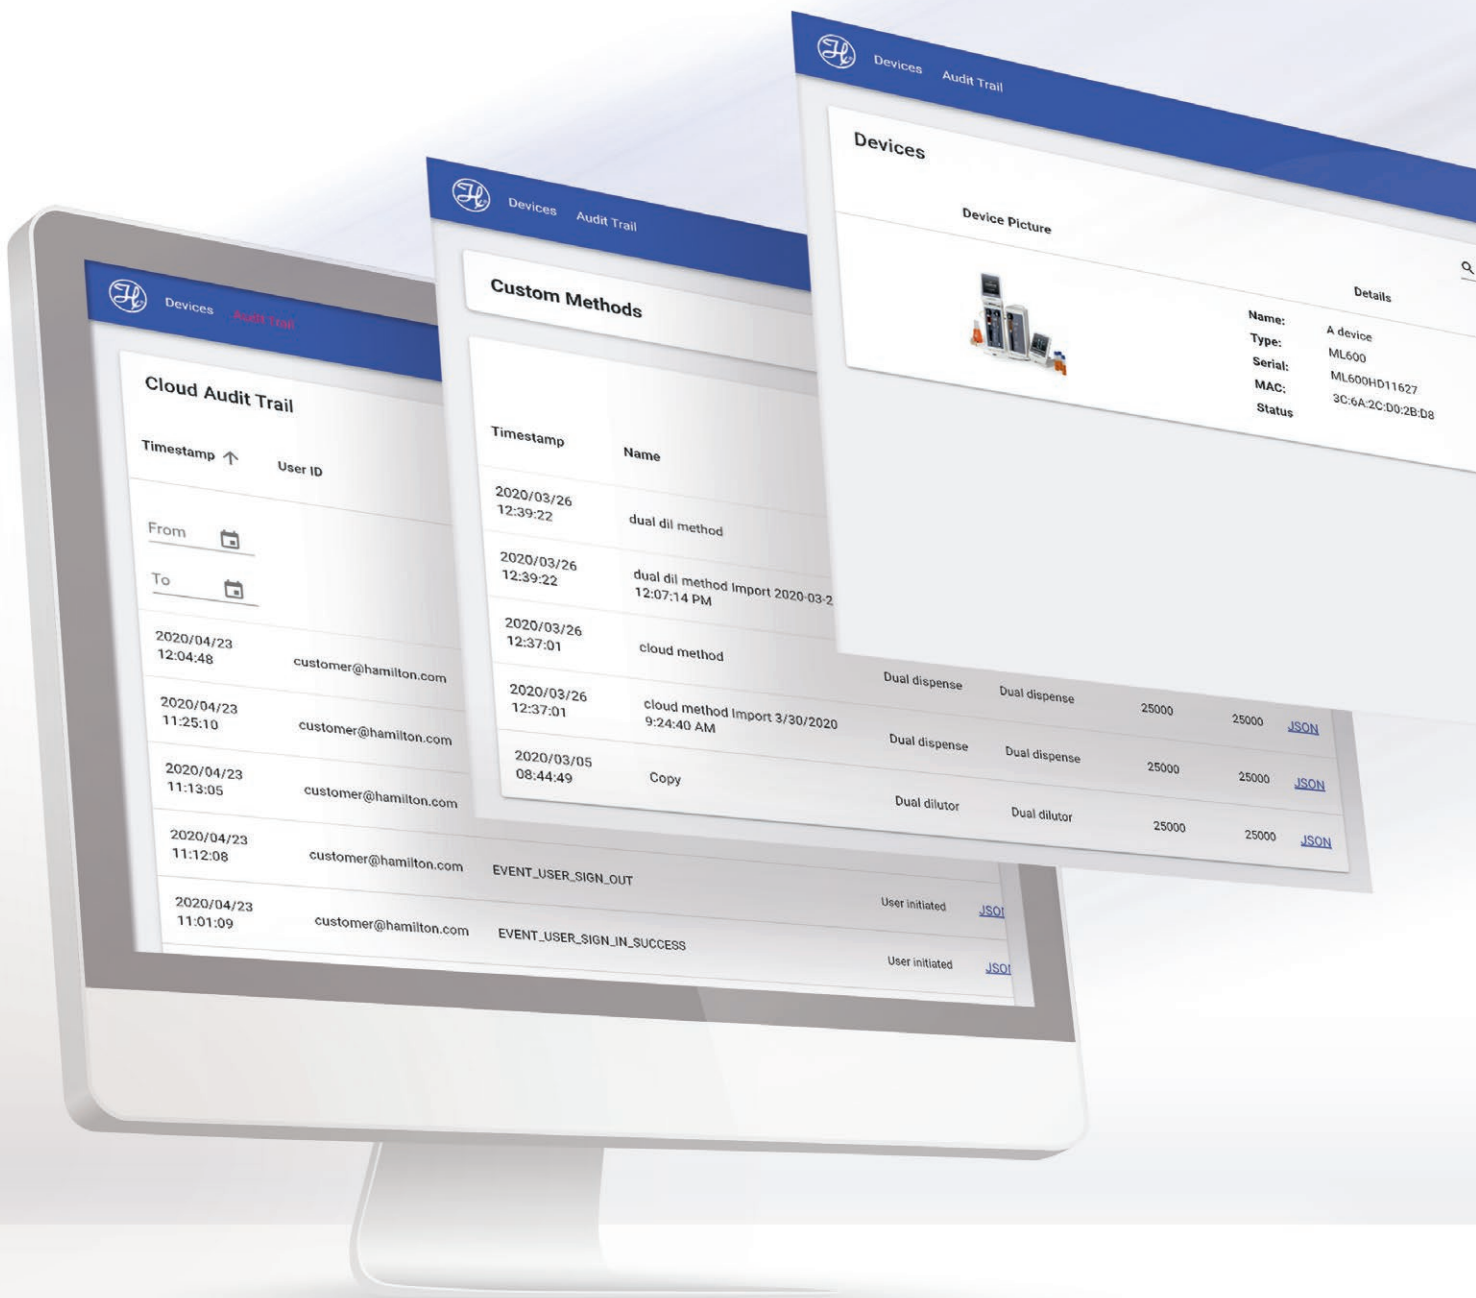 Devices Audit Trail
Devices
Device Picture
Details
Name: A device
Type: ML600
Serial: ML600HD11627
MAC: 3C:6A:2C:D0:2B:D8
Status
Devices Audit Trail
Custom Methods
Timestamp Name
2020/03/26
12:39:22
dual dil method
2020/03/26
12:39:22
dual dil method Import 2020-03-2
12:07:14 PM
2020/03/26
12:37:01
cloud method
Dual dispense Dual dispense 25000 25000 JSON
2020/03/26
12:37:01
cloud method Import 3/30/2020
9:24:40 AM
Dual dispense Dual dispense 25000 25000 JSON
2020/03/05
08:44:49
Copy
Dual dilutor Dual dilutor 25000 25000 JSON
Devices Audit Trail
Cloud Audit Trail
Timestamp User ID
From
To
2020/04/23
12:04:48
customer@hamilton.com
2020/04/23
11:25:10
customer@hamilton.com
2020/04/23
11:13:05
customer@hamilton.com
2020/04/23
11:12:08
customer@hamilton.com EVENT_USER_SIGN_OUT User initiated JSO
2020/04/23
11:01:09
customer@hamilton.com EVENT_USER_SIGN_IN_SUCCESS User initiated JSO